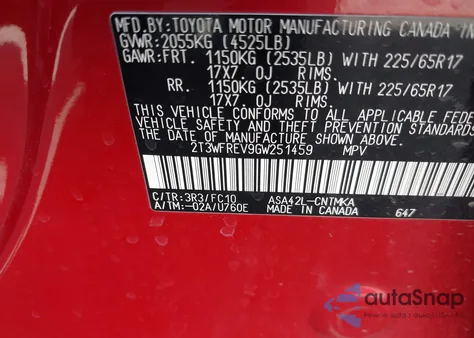 MFD.BY:TOYOTA MOTOR MANUFACTURING CANADA IN
GVWR:2055KG (4525LB)
GAWR:FRT. 1150KG (2535LB) WITH 225/65R17
17X7.0J RIMS.
RR. 1150KG (2535LB) WITH 225/65R17
17X7.0J RIMS.
THIS VEHICLE CONFORMS TO ALL APPLICABLE FEDE
SAFETY AND THEFT PREVENTION STANDARDS
THE DATE OF MANUFACTURE SHOWN ABOVE.
2T3WFREV9GW251459 MPV
C/TR:3R3/FC10 ASA42L-CNTMKA
A/TM:-02A/U760E MADE IN CANADA 647
autoSnap